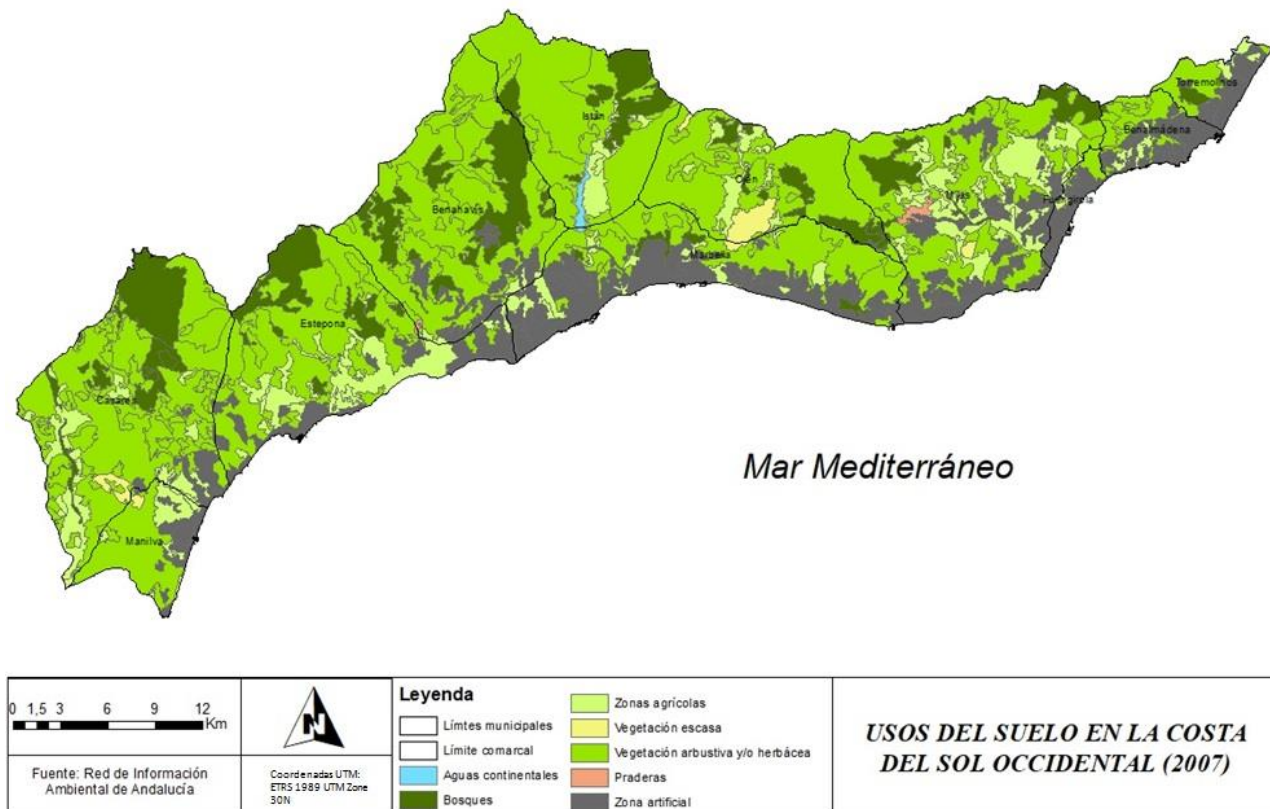 Torremolinos
Benalmádena
Istán
Ojén
Mijas
Fuengirola
Benahavís
Marbella
Estepona
Casares
Manilva
Mar Mediterráneo
0 1,5 3 6 9 12
Km
Fuente: Red de Información
Ambiental de Andalucía
N
Coordenadas UTM:
ETRS 1989 UTM Zone
30N
Leyenda
Límtes municipales
Límite comarcal
Aguas continentales
Bosques
Zonas agrícolas
Vegetación escasa
Vegetación arbustiva y/o herbácea
Praderas
Zona artificial
USOS DEL SUELO EN LA COSTA
DEL SOL OCCIDENTAL (2007)